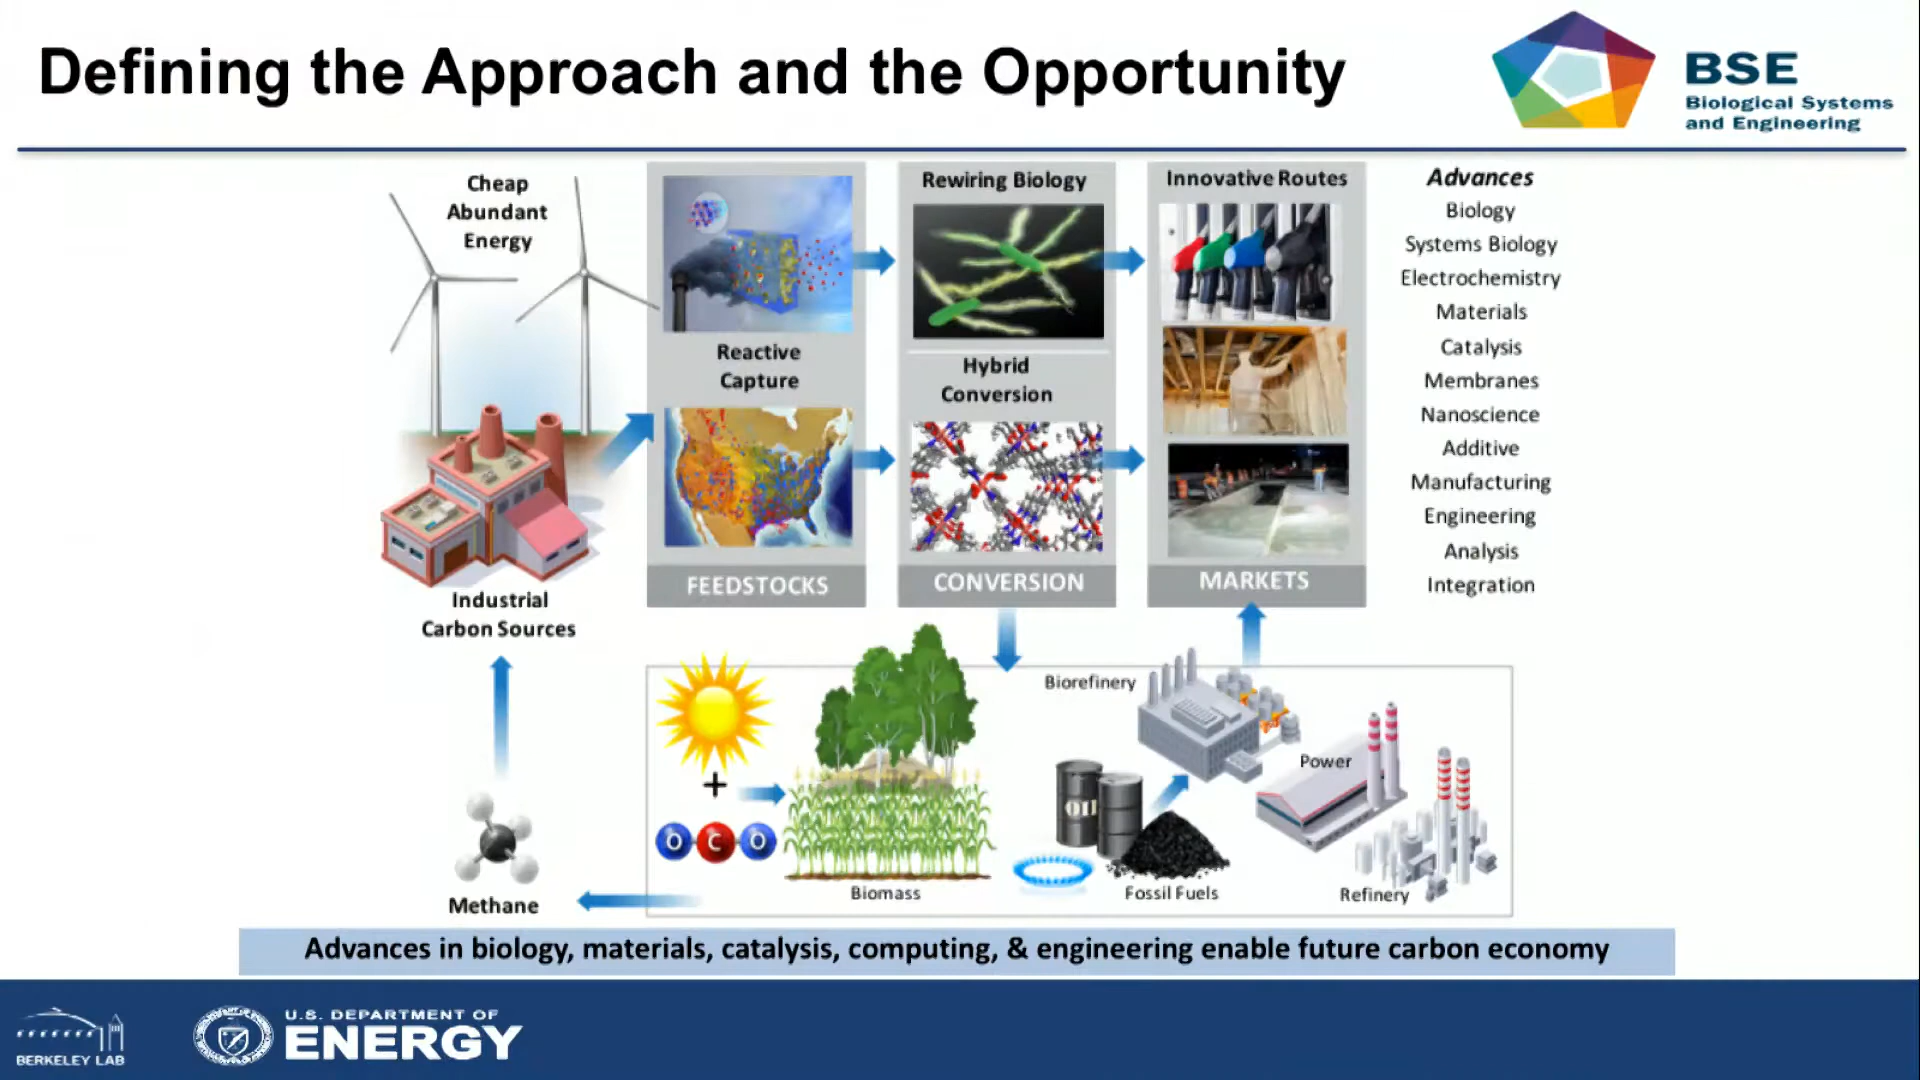 Defining the Approach and the Opportunity
BSE
Biological Systems
and Engineering
Cheap
Abundant
Energy
Industrial
Carbon Sources
Methane
Reactive
Capture
FEEDSTOCKS
Rewiring Biology
Hybrid
Conversion
CONVERSION
Innovative Routes
MARKETS
Advances
Biology
Systems Biology
Electrochemistry
Materials
Catalysis
Membranes
Nanoscience
Additive
Manufacturing
Engineering
Analysis
Integration
+
O C O
Biomass
OIL
Fossil Fuels
Biorefinery
Power
Refinery
Advances in biology, materials, catalysis, computing, & engineering enable future carbon economy
BERKELEY LAB
U.S. DEPARTMENT OF
ENERGY